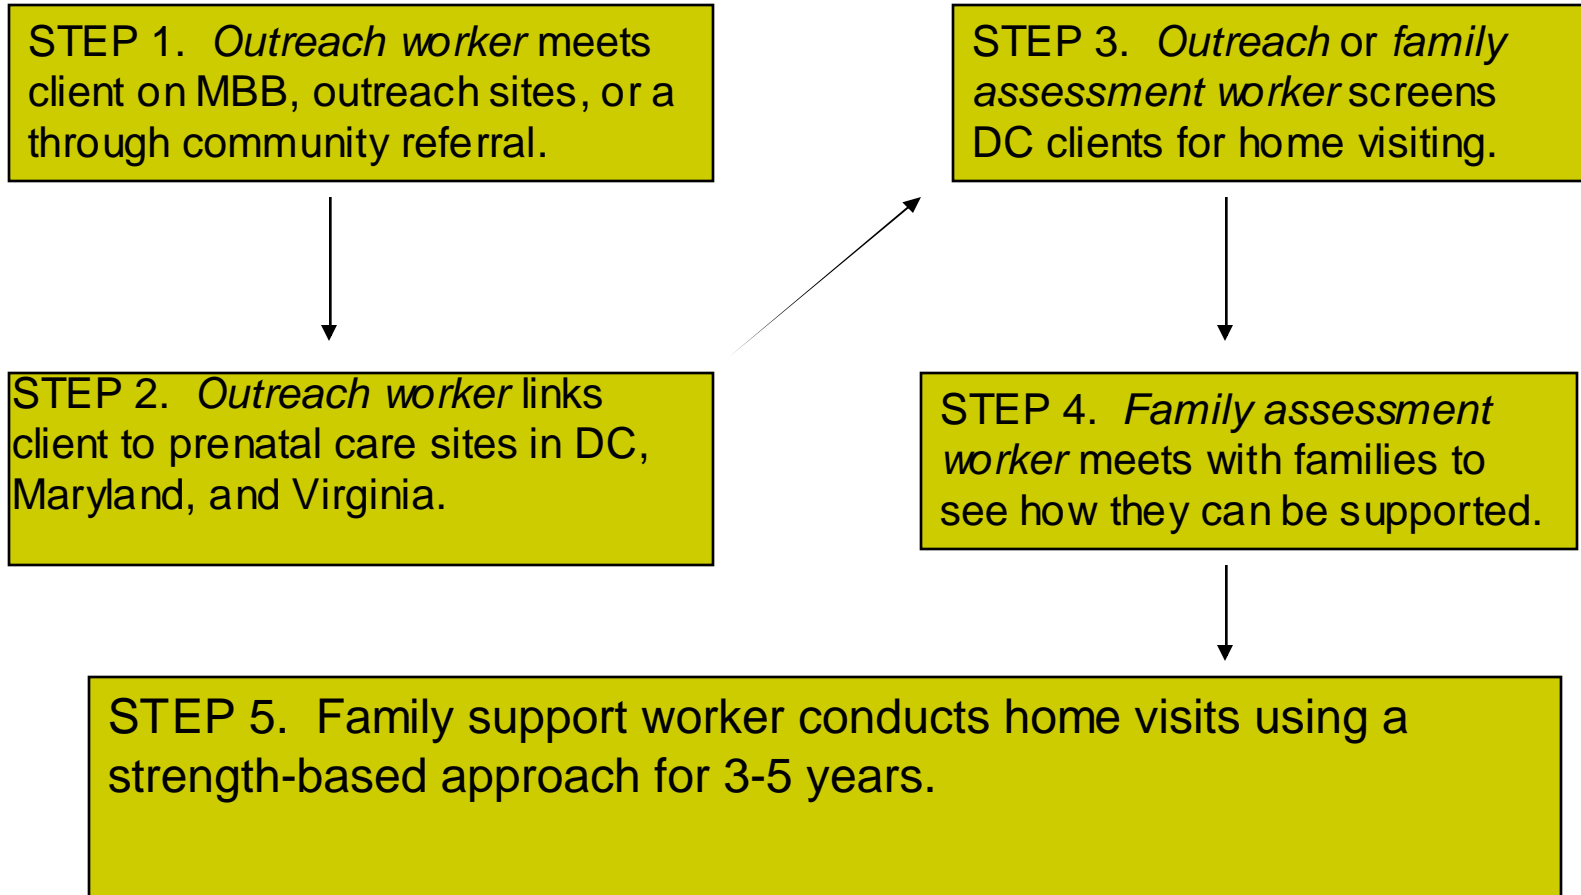 STEP 1. Outreach worker meets
client on MBB, outreach sites, or a
through community referral.
STEP 2. Outreach worker links
client to prenatal care sites in DC,
Maryland, and Virginia.
STEP 3. Outreach or family
assessment worker screens
DC clients for home visiting.
STEP 4. Family assessment
worker meets with families to
see how they can be supported.
STEP 5. Family support worker conducts home visits using a
strength-based approach for 3-5 years.